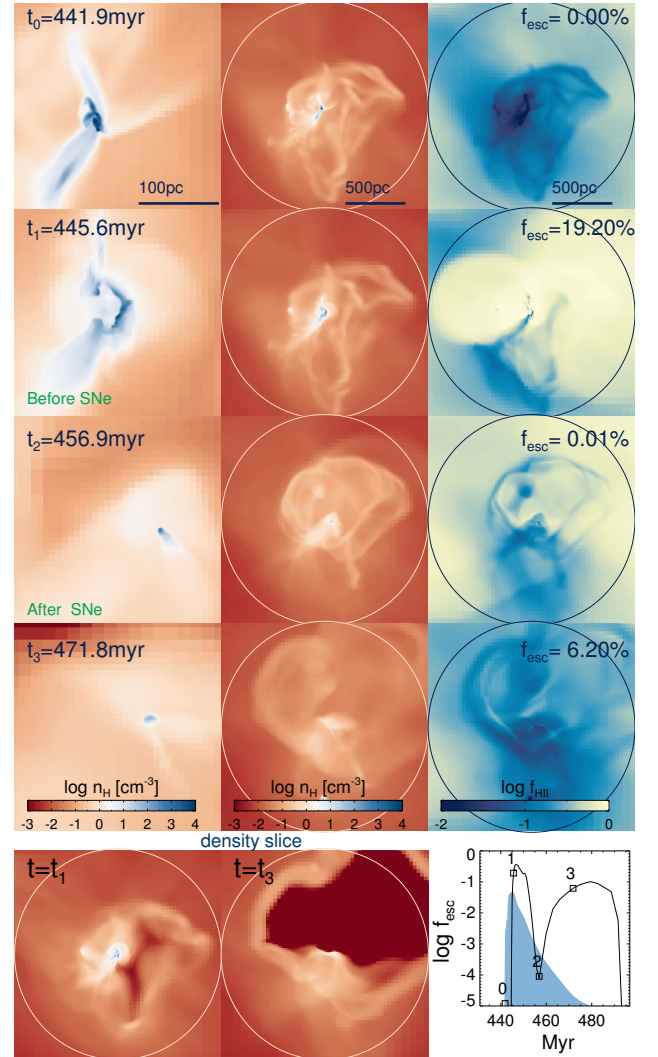 t0=441.9myr fesc= 0.00%
100pc 500pc 500pc
t1=445.6myr fesc=19.20%
Before SNe
t2=456.9myr fesc= 0.01%
After SNe
t3=471.8myr fesc= 6.20%
log nH [cm-3] log nH [cm-3] log fHII
-3 -2 -1 0 1 2 3 4 -3 -2 -1 0 1 2 3 4 -2 -1 0
density slice
t=t1 t=t3
log fesc
0
-1
-2
-3
-4
-5
0 1 2 3
440 460 480
Myr